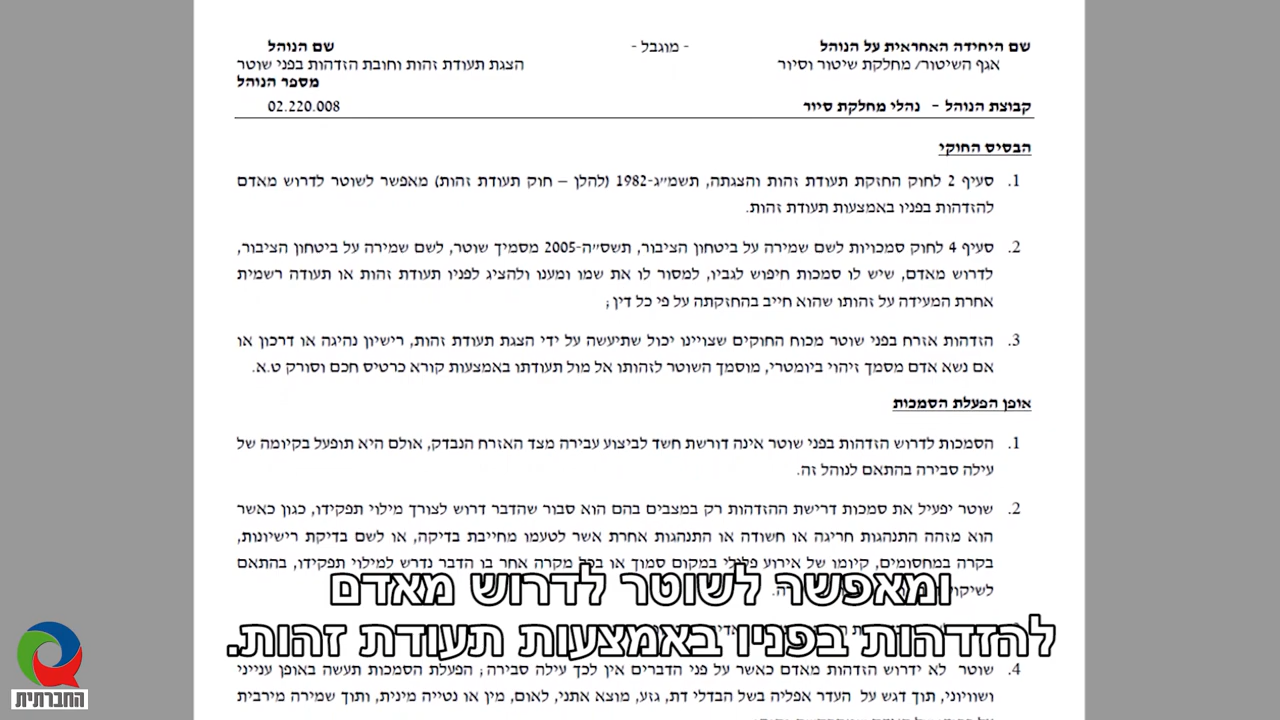 שם היחידה האחראית על הנוהל - מוגבל - שם הנוהל
אגף השיטור/ מחלקת שיטור וסיור הצגת תעודת זהות וחובת הזדהות בפני שוטר
מספר הנוהל
קבוצת הנוהל - נהלי מחלקת סיור 02.220.008
הבסיס החוקי
1. סעיף 2 לחוק החזקת תעודת זהות והצגתה, תשמ״ג-1982 (להלן – חוק תעודת זהות) מאפשר לשוטר לדרוש מאדם
להזדהות בפניו באמצעות תעודת זהות.
2. סעיף 4 לחוק סמכויות לשם שמירה על ביטחון הציבור, תשס״ה-2005 מסמיך שוטר, לשם שמירה על ביטחון הציבור,
לדרוש מאדם, שיש לו סמכות חיפוש לגביו, למסור לו את שמו ומענו ולהציג לפניו תעודת זהות או תעודה רשמית
אחרת המעידה על זהותו שהוא חייב בהחזקתה על פי כל דין;
3. הזדהות אזרח בפני שוטר מכוח החוקים שצויינו יכול שתיעשה על ידי הצגת תעודת זהות, רישיון נהיגה או דרכון או
אם נשא אדם מסמך זיהוי ביומטרי, מוסמך השוטר לזהותו אל מול תעודתו באמצעות קורא כרטיס חכם וסורק ט.א.
אופן הפעלת הסמכות
1. הסמכות לדרוש הזדהות בפני שוטר אינה דורשת חשד לביצוע עבירה מצד האזרח הנבדק, אולם היא תופעל בקיומה של
עילה סבירה בהתאם לנוהל זה.
2. שוטר יפעיל את סמכות דרישת ההזדהות רק במצבים בהם הוא סבור שהדבר דרוש לצורך מילוי תפקידו, כגון כאשר
הוא מזהה התנהגות חריגה או חשודה או התנהגות אחרת אשר לטעמו מחייבת בדיקה, או לשם בדיקת רישיונות,
בקרה במחסומים, קיומו של אירוע פלילי במקום סמוך או בכל מקרה אחר בו הדבר נדרש למילוי תפקידו, בהתאם
ומאפשר לשוטר לדרוש מאדם
להזדהות בפניו באמצעות תעודת זהות.
4. שוטר לא ידרוש הזדהות מאדם כאשר על פני הדברים אין לכך עילה סבירה; הפעלת הסמכות תעשה באופן ענייני
ושוויוני, תוך דגש על העדר אפליה בשל הבדלי דת, גזע, מוצא אתני, לאום, מין או נטייה מינית, ותוך שמירה מירבית
החברתית